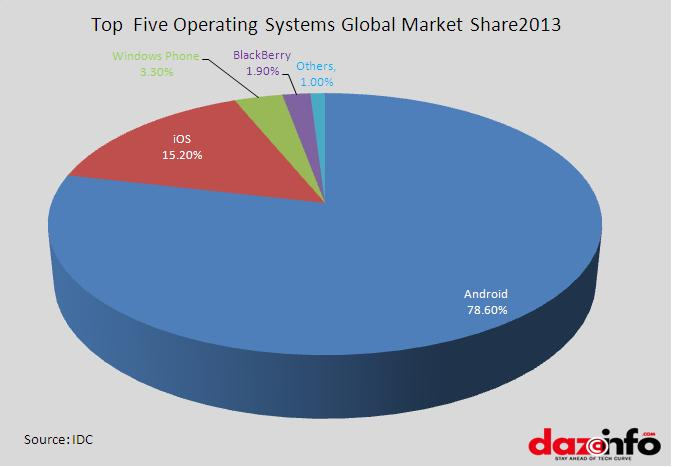 Top Five Operating Systems Global Market Share2013
Windows Phone
3.30%
BlackBerry
1.90%
Others,
1.00%
iOS
15.20%
Android
78.60%
Source: IDC
dazeinfo
.COM
STAY AHEAD OF TECH CURVE